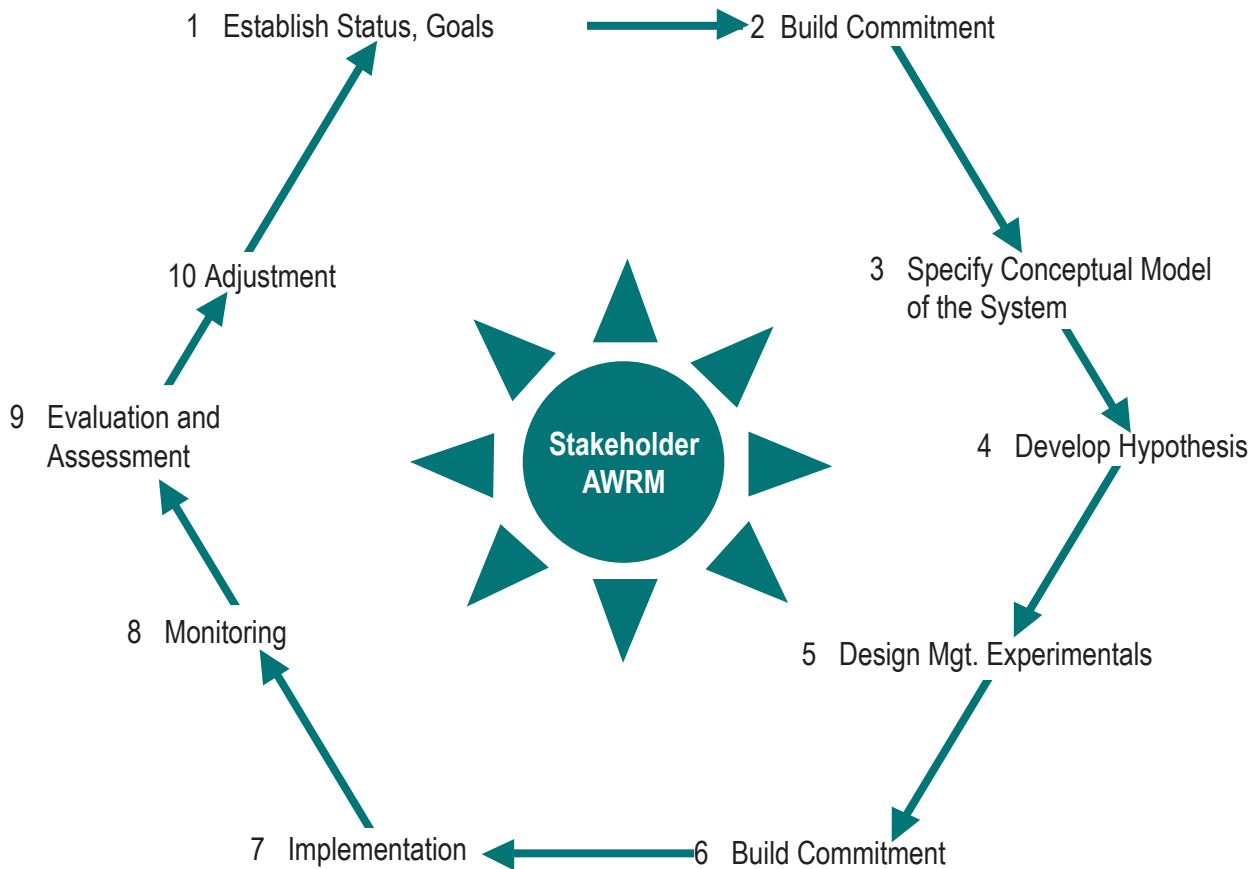 1 Establish Status, Goals
2 Build Commitment
3 Specify Conceptual Model
of the System
4 Develop Hypothesis
5 Design Mgt. Experimentals
6 Build Commitment
7 Implementation
8 Monitoring
9 Evaluation and
Assessment
10 Adjustment
Stakeholder
AWRM